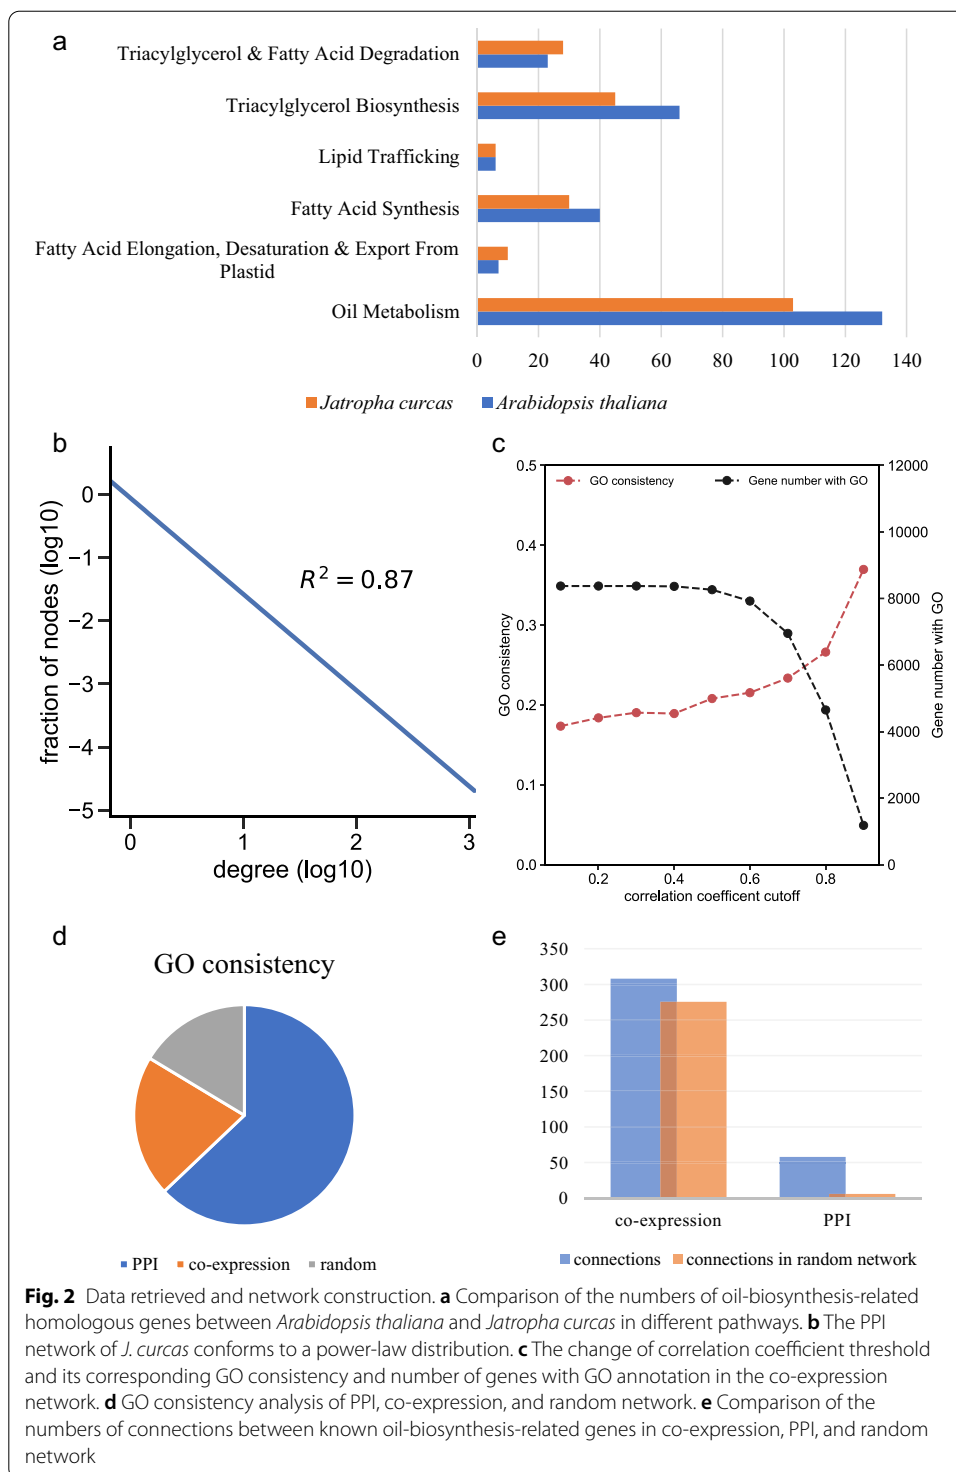 a
Triacylglycerol & Fatty Acid Degradation
Triacylglycerol Biosynthesis
Lipid Trafficking
Fatty Acid Synthesis
Fatty Acid Elongation, Desaturation & Export From
Plastid
Oil Metabolism
0 20 40 60 80 100 120 140
Jatropha curcas Arabidopsis thaliana
b
fraction of nodes (log10)
0
−1
−2
−3
−4
−5
R² = 0.87
0 1 2 3
degree (log10)
c
GO consistency
0.5
0.4
0.3
0.2
0.1
0.0
GO consistency Gene number with GO
12000
10000
8000
6000
4000
2000
0
Gene number with GO
0.2 0.4 0.6 0.8
correlation coefficent cutoff
d
GO consistency
PPI co-expression random
e
350
300
250
200
150
100
50
0
co-expression PPI
connections connections in random network
Fig. 2 Data retrieved and network construction. a Comparison of the numbers of oil-biosynthesis-related
homologous genes between Arabidopsis thaliana and Jatropha curcas in different pathways. b The PPI
network of J. curcas conforms to a power-law distribution. c The change of correlation coefficient threshold
and its corresponding GO consistency and number of genes with GO annotation in the co-expression
network. d GO consistency analysis of PPI, co-expression, and random network. e Comparison of the
numbers of connections between known oil-biosynthesis-related genes in co-expression, PPI, and random
network